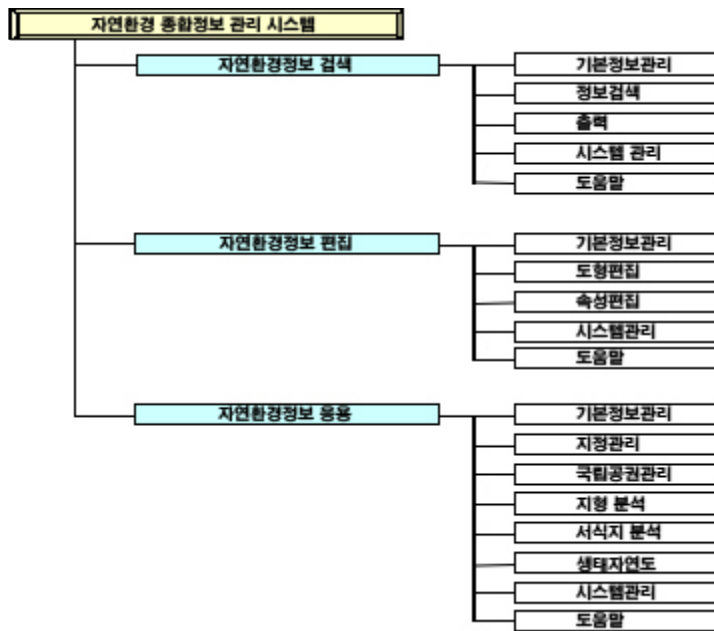 자연환경 종합정보 관리 시스템
자연환경정보 검색
기본정보관리
정보검색
출력
시스템 관리
도움말
자연환경정보 편집
기본정보관리
도형편집
속성편집
시스템관리
도움말
자연환경정보 응용
기본정보관리
지정관리
국립공권관리
지형 분석
서식지 분석
생태자연도
시스템관리
도움말